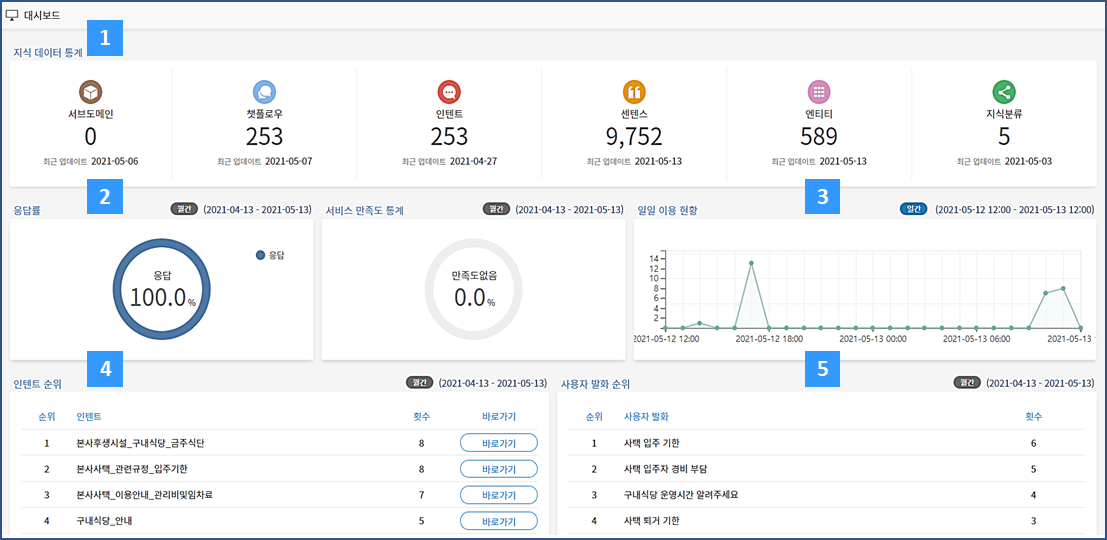 대시보드
1
지식 데이터 통계
서브도메인 챗플로우 인텐트 센텐스 엔티티 지식분류
0 253 253 9,752 589 5
최근 업데이트 2021-05-06 최근 업데이트 2021-05-07 최근 업데이트 2021-04-27 최근 업데이트 2021-05-13 최근 업데이트 2021-05-13 최근 업데이트 2021-05-03
2
응답률 월간 (2021-04-13 - 2021-05-13)
응답
100.0%
응답
서비스 만족도 통계 월간 (2021-04-13 - 2021-05-13)
만족도없음
0.0%
3
일일 이용 현황 일간 (2021-05-12 12:00 - 2021-05-13 12:00)
14
12
10
8
6
4
2
2021-05-12 12:00 2021-05-12 18:00 2021-05-13 00:00 2021-05-13 06:00 2021-05-13 1
4
인텐트 순위 월간 (2021-04-13 - 2021-05-13)
순위 인텐트 횟수 바로가기
1 본사후생시설_구내식당_금주식단 8 바로가기
2 본사사택_관련규정_입주기한 8 바로가기
3 본사사택_이용안내_관리비및임차료 7 바로가기
4 구내식당_안내 5 바로가기
5
사용자 발화 순위 월간 (2021-04-13 - 2021-05-13)
순위 사용자 발화 횟수
1 사택 입주 기한 6
2 사택 입주자 경비 부담 5
3 구내식당 운영시간 알려주세요 4
4 사택 퇴거 기한 3